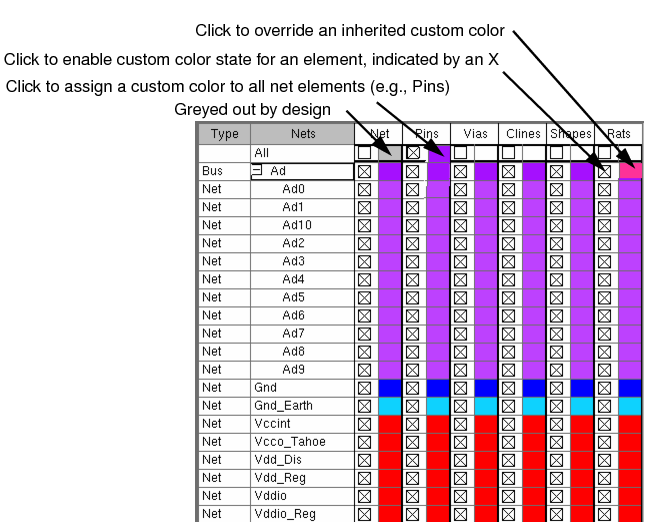 Click to override an inherited custom color
Click to enable custom color state for an element, indicated by an X
Click to assign a custom color to all net elements (e.g., Pins)
Greyed out by design
Type Nets Net Pins Vias Clines Shapes Rats
All
Bus Ad
Net Ad0
Net Ad1
Net Ad10
Net Ad2
Net Ad3
Net Ad4
Net Ad5
Net Ad6
Net Ad7
Net Ad8
Net Ad9
Net Gnd
Net Gnd_Earth
Net Vccint
Net Vcco_Tahoe
Net Vdd_Dis
Net Vdd_Reg
Net Vddio
Net Vddio_Reg